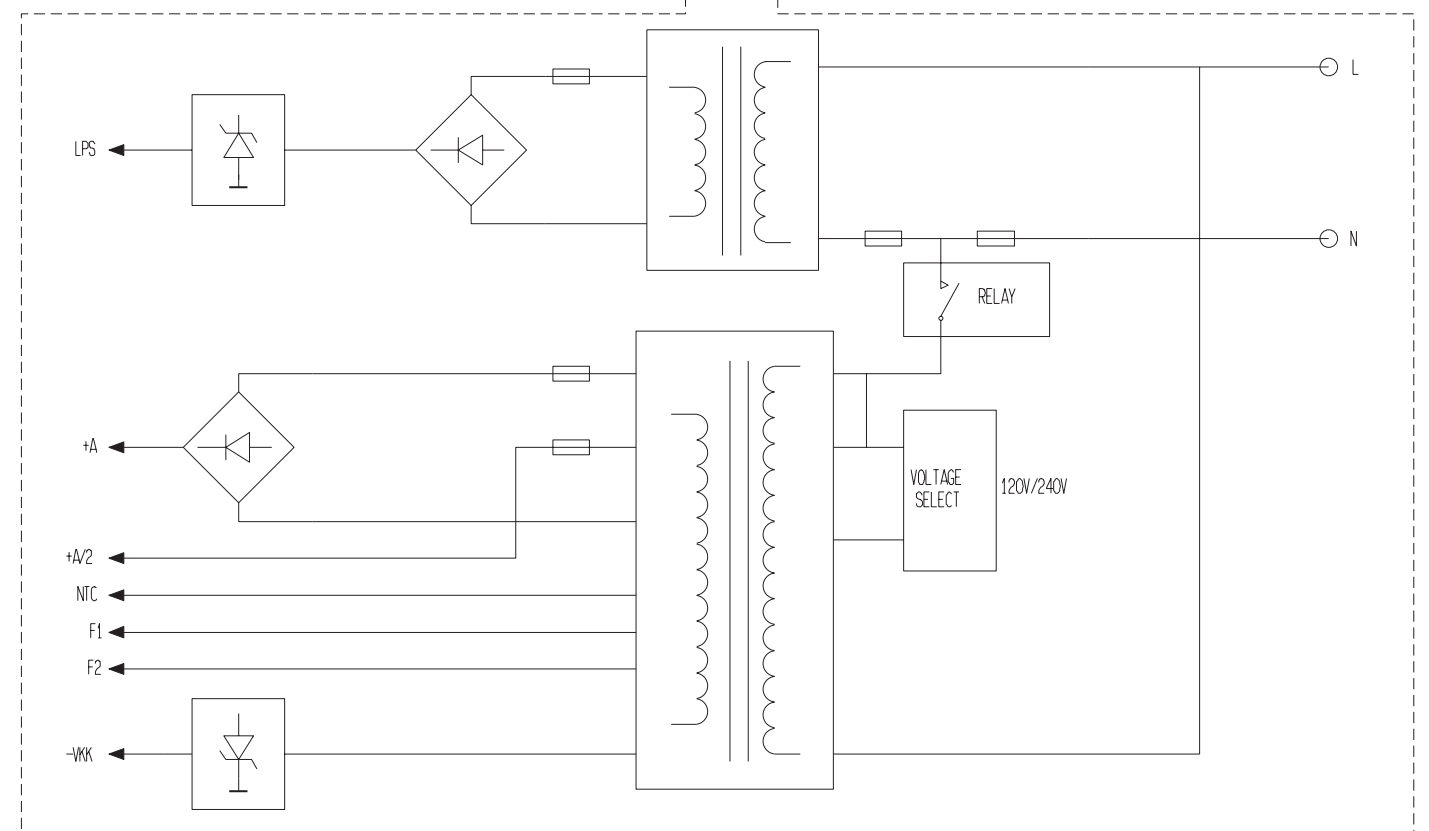 L
LPS
N
RELAY
+A
VOLTAGE
SELECT
120V/240V
+A/2
NTC
F1
F2
-VKK